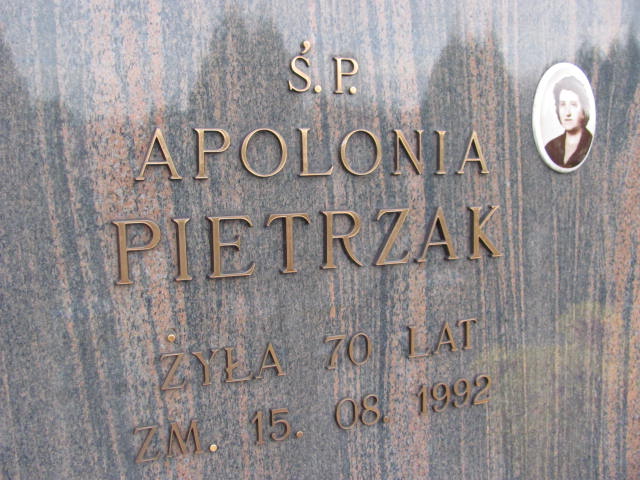 Ś.P.
APOLONIA
PIETRZAK
ŻYŁA 70 LAT
ZM. 15. 08. 1992